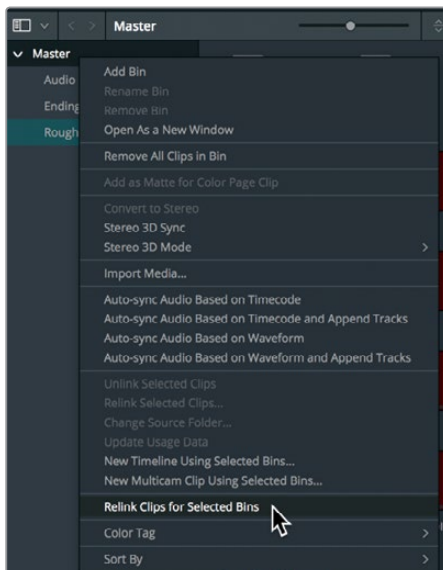 Master
Master
Audio
Ending
Rough
Add Bin
Rename Bin
Remove Bin
Open As a New Window
Remove All Clips in Bin
Add as Matte for Color Page Clip
Convert to Stereo
Stereo 3D Sync
Stereo 3D Mode
Import Media...
Auto-sync Audio Based on Timecode
Auto-sync Audio Based on Timecode and Append Tracks
Auto-sync Audio Based on Waveform
Auto-sync Audio Based on Waveform and Append Tracks
Unlink Selected Clips
Relink Selected Clips...
Change Source Folder...
Update Usage Data
New Timeline Using Selected Bins...
New Multicam Clip Using Selected Bins...
Relink Clips for Selected Bins
Color Tag
Sort By